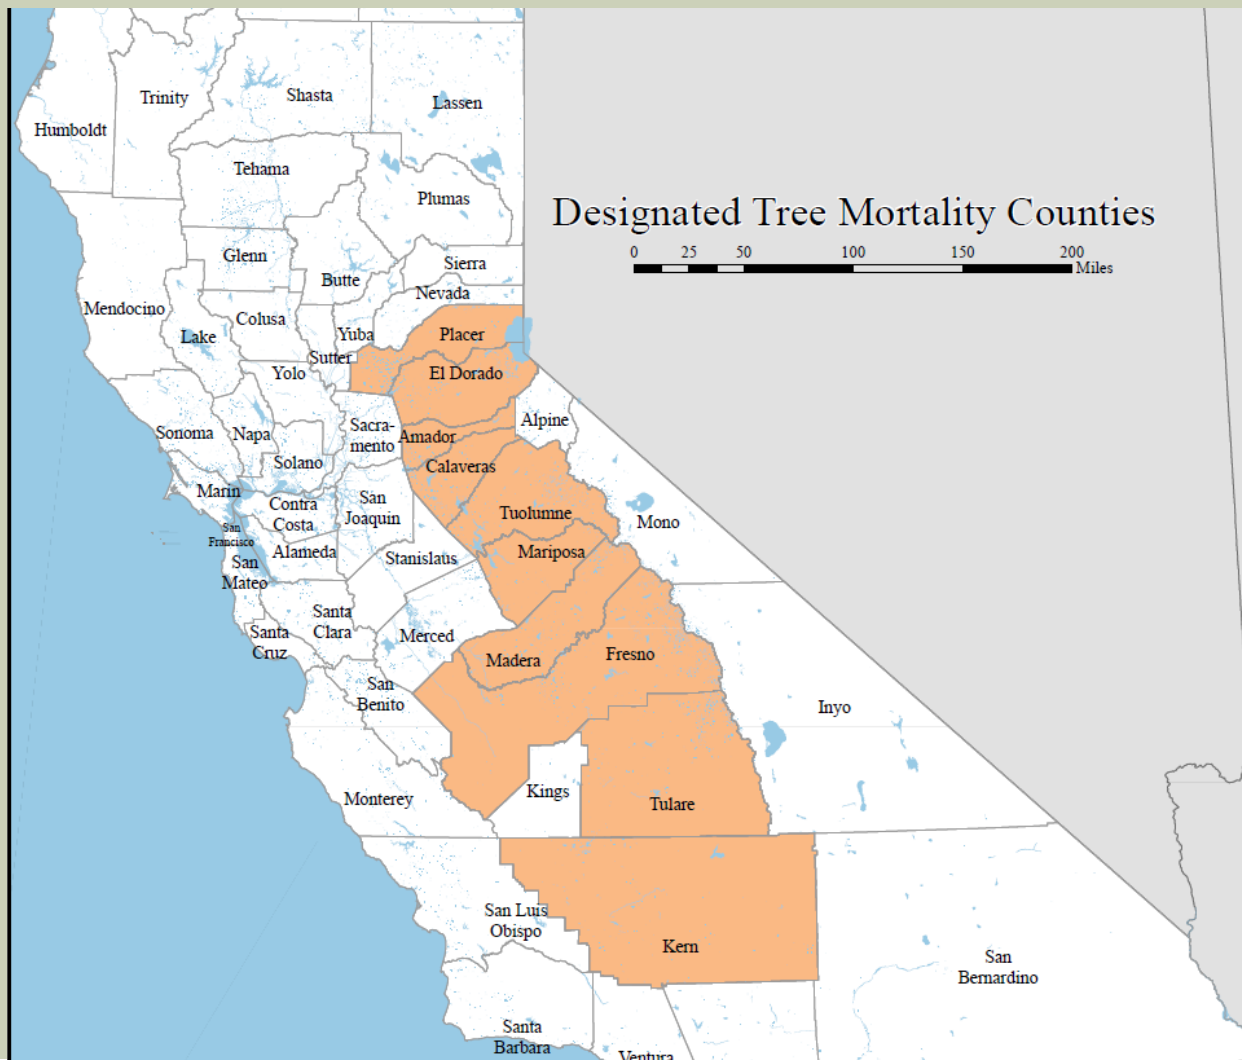 Trinity
Shasta
Lassen
Humboldt
Tehama
Plumas
Designated Tree Mortality Counties
0 25 50 100 150 200
Miles
Glenn
Sierra
Butte
Nevada
Mendocino
Colusa
Lake
Yuba
Placer
Sutter
Yolo
El Dorado
Alpine
Sonoma
Napa
Sacra-
mento
Amador
Solano
Calaveras
Marin
Contra
Costa
San
Joaquin
Tuolumne
Mono
San
Francisco
Alameda
Stanislaus
Mariposa
San
Mateo
Santa
Clara
Santa
Cruz
Merced
Madera
Fresno
San
Benito
Inyo
Monterey
Kings
Tulare
San Luis
Obispo
Kern
San
Bernardino
Santa
Barbara
Ventura